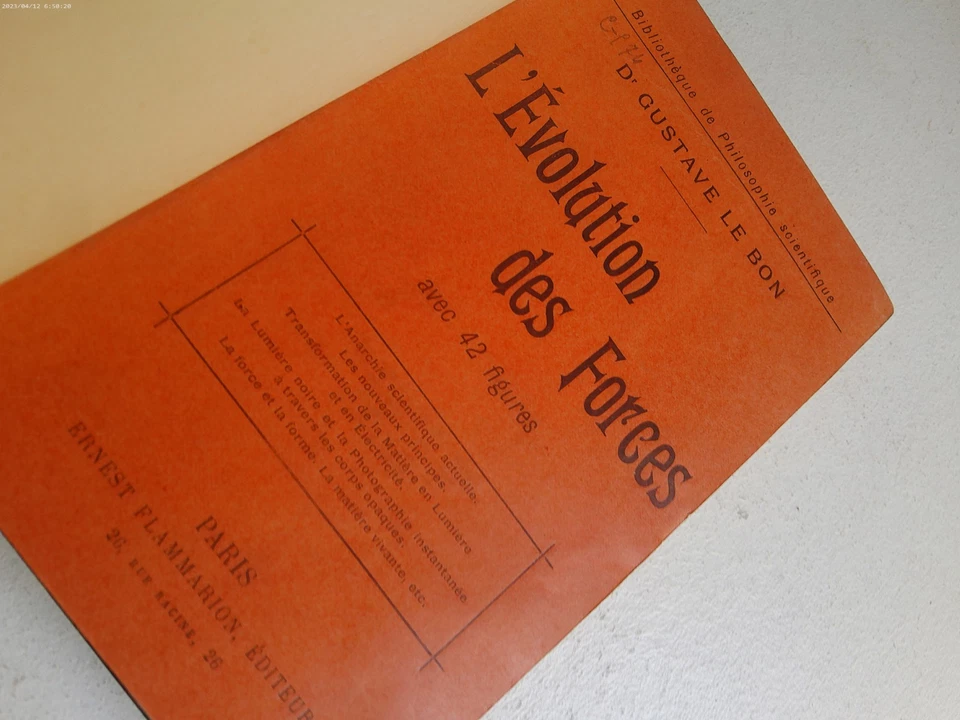 2023/04/12 6:50:20
Bibliothèque de Philosophie scientifique
Dr GUSTAVE LE BON
L'Évolution
des Forces
avec 42 figures
L'Anarchie scientifique actuelle.
Les nouveaux principes.
Transformation de la Matière en Lumière
et en Électricité.
La Lumière noire et la Photographie instantanée
à travers les corps opaques.
La force et la forme. La matière vivante, etc.
PARIS
ERNEST FLAMMARION, ÉDITEUR
26, RUE RACINE, 26